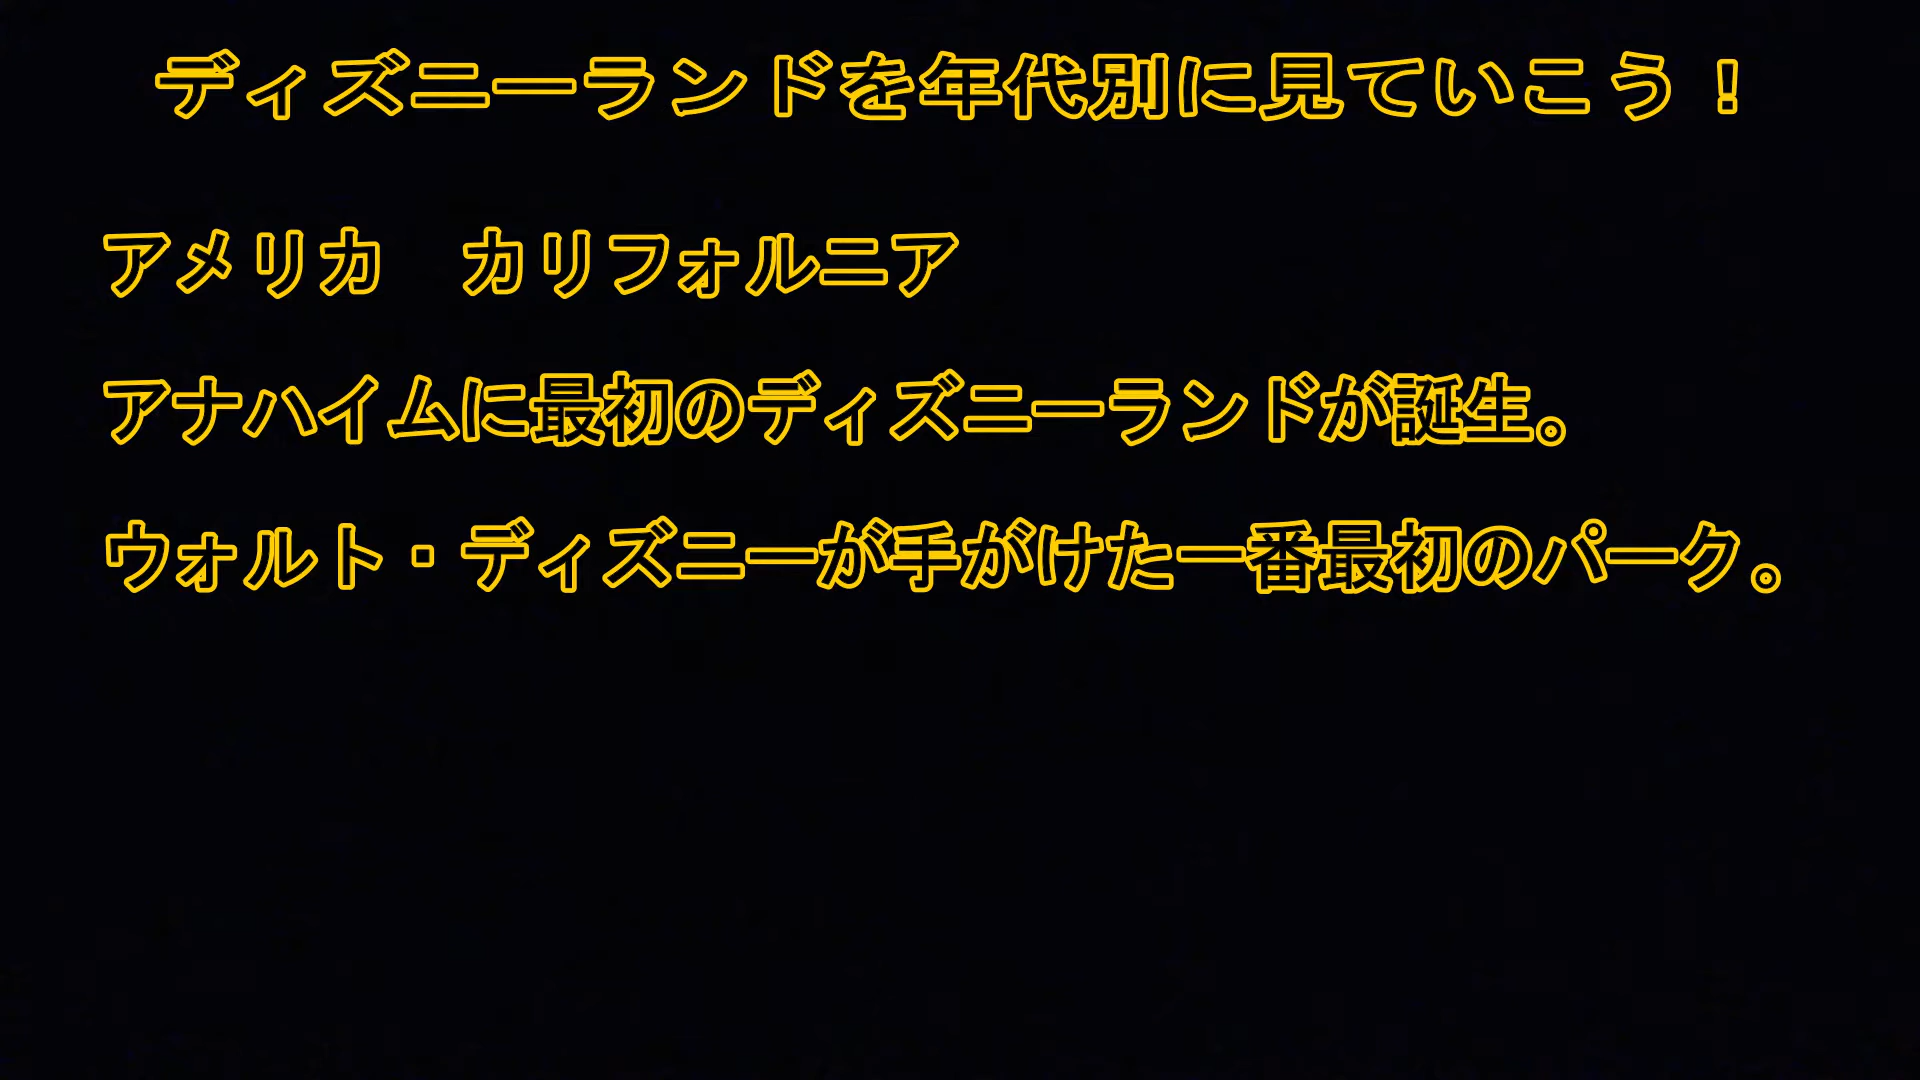 ディズニーランドを年代別に見ていこう！
アメリカ　カリフォルニア
アナハイムに最初のディズニーランドが誕生。
ウォルト・ディズニーが手がけた一番最初のパーク。